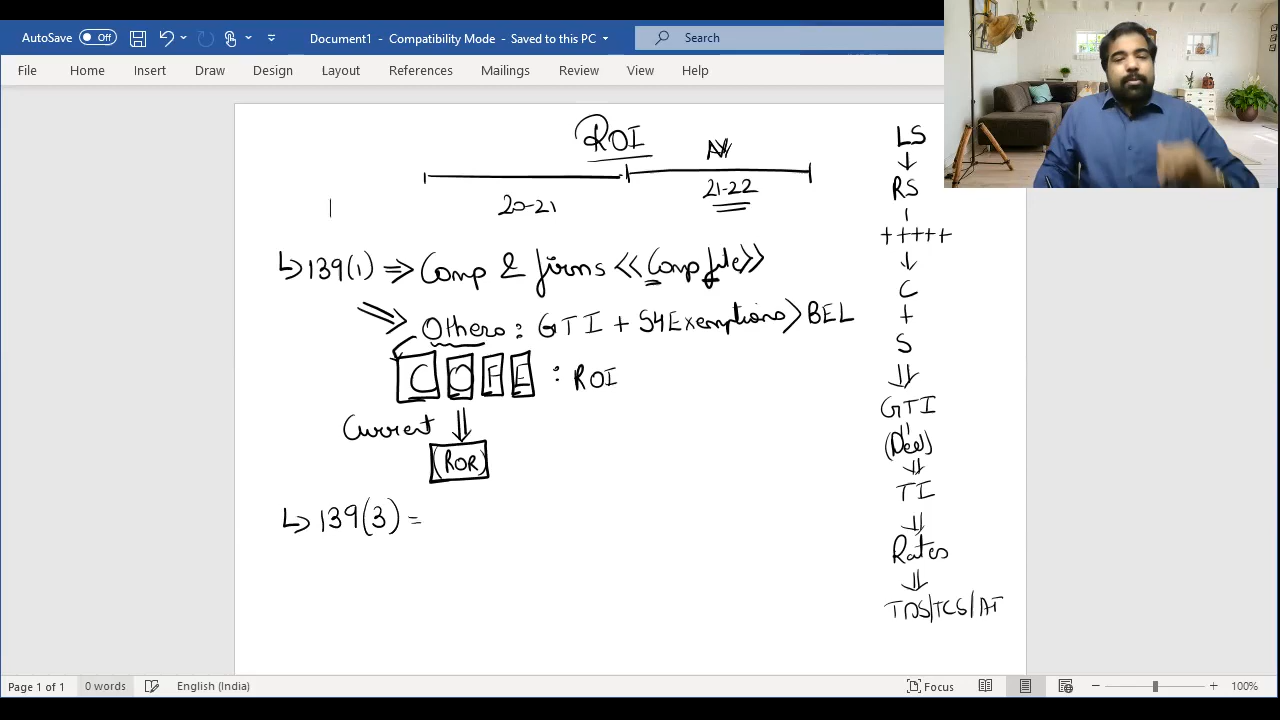 AutoSave Off Document1 - Compatibility Mode - Saved to this PC Search
File Home Insert Draw Design Layout References Mailings Review View Help
ROI
AY
20-21 21-22
↳ 139(1) ⇒ Comp & firms <<Comp file>>
Others : GTI + 54Exemptions > BEL
C O F E : ROI
Current
(ROR)
↳ 139(3) =
LS
RS
+++++
C
+
S
GTI
(Ded)
TI
Rates
TDS/TCS/AT
Page 1 of 1 0 words English (India) Focus 100%